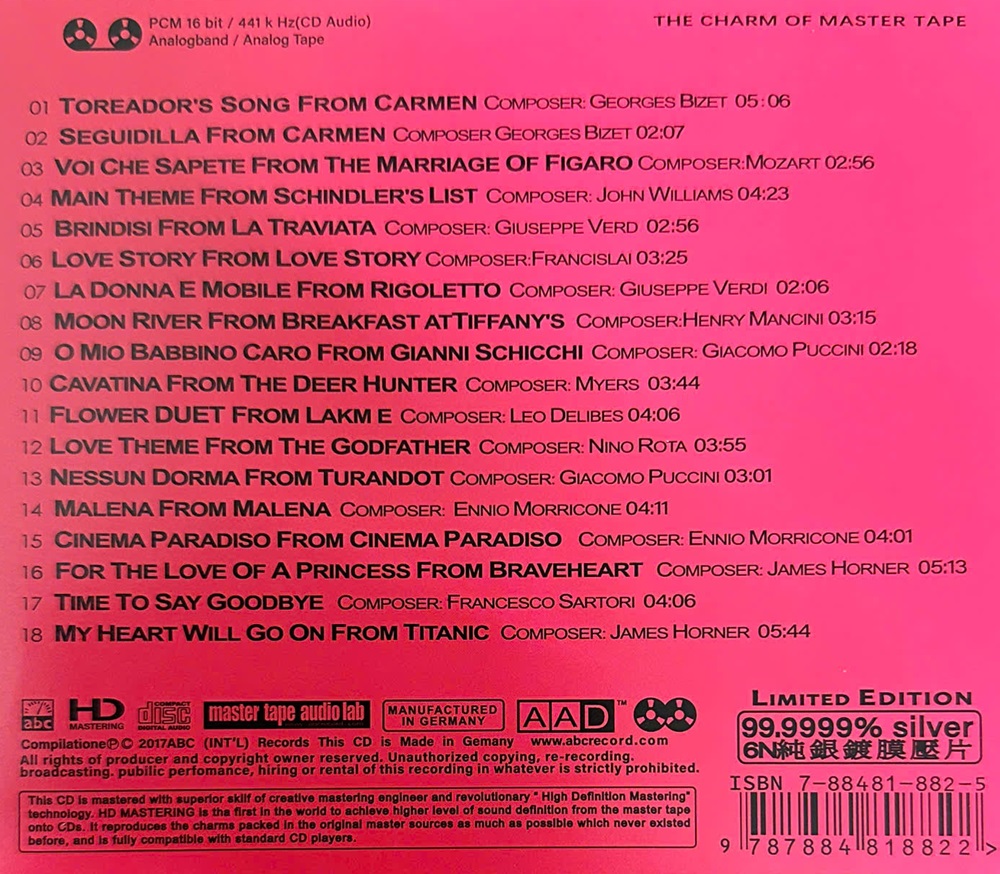 PCM 16 bit / 441 k Hz(CD Audio)
Analogband / Analog Tape
THE CHARM OF MASTER TAPE
01 TOREADOR'S SONG FROM CARMEN COMPOSER: GEORGES BIZET 05:06
02 SEGUIDILLA FROM CARMEN COMPOSER GEORGES BIZET 02:07
03 VOI CHE SAPETE FROM THE MARRIAGE OF FIGARO COMPOSER:MOZART 02:56
04 MAIN THEME FROM SCHINDLER'S LIST COMPOSER: JOHN WILLIAMS 04:23
05 BRINDISI FROM LA TRAVIATA COMPOSER: GIUSEPPE VERD 02:56
06 LOVE STORY FROM LOVE STORY COMPOSER:FRANCISLAI 03:25
07 LA DONNA E MOBILE FROM RIGOLETTO COMPOSER: GIUSEPPE VERDI 02:06
08 MOON RIVER FROM BREAKFAST ATTIFFANY'S COMPOSER:HENRY MANCINI 03:15
09 O MIO BABBINO CARO FROM GIANNI SCHICCHI COMPOSER: GIACOMO PUCCINI 02:18
10 CAVATINA FROM THE DEER HUNTER COMPOSER: MYERS 03:44
11 FLOWER DUET FROM LAKM E COMPOSER: LEO DELIBES 04:06
12 LOVE THEME FROM THE GODFATHER COMPOSER: NINO ROTA 03:55
13 NESSUN DORMA FROM TURANDOT COMPOSER: GIACOMO PUCCINI 03:01
14 MALENA FROM MALENA COMPOSER: ENNIO MORRICONE 04:11
15 CINEMA PARADISO FROM CINEMA PARADISO COMPOSER: ENNIO MORRICONE 04:01
16 FOR THE LOVE OF A PRINCESS FROM BRAVEHEART COMPOSER: JAMES HORNER 05:13
17 TIME TO SAY GOODBYE COMPOSER: FRANCESCO SARTORI 04:06
18 MY HEART WILL GO ON FROM TITANIC COMPOSER: JAMES HORNER 05:44
abc
HD MASTERING
COMPACT disc DIGITAL AUDIO
master tape audio lab
MANUFACTURED IN GERMANY
AAD™
LIMITED EDITION
99.9999% silver
6N純銀鍍膜壓片
Compilatione℗ © 2017ABC (INT'L) Records This CD is Made in Gemany www.abcrecord.com
All rights of producer and copyright owner reserved. Unauthorized copying, re-recording.
broadcasting. pubilic perfomance, hiring or rental of this recording in whatever is strictly prohibited.
This CD is mastered with superior skilf of creative mastering engineer and revolutionary " High Definition Mastering"
technology. HD MASTERING is tha first in the world to achieve higher level of sound definition from the master tape
onto CDs. It reproduces the charms packed in the original master sources as much as possible which never existed
before, and is fully compatible with standard CD players.
ISBN 7-88481-882-5
9 787884 818822 >